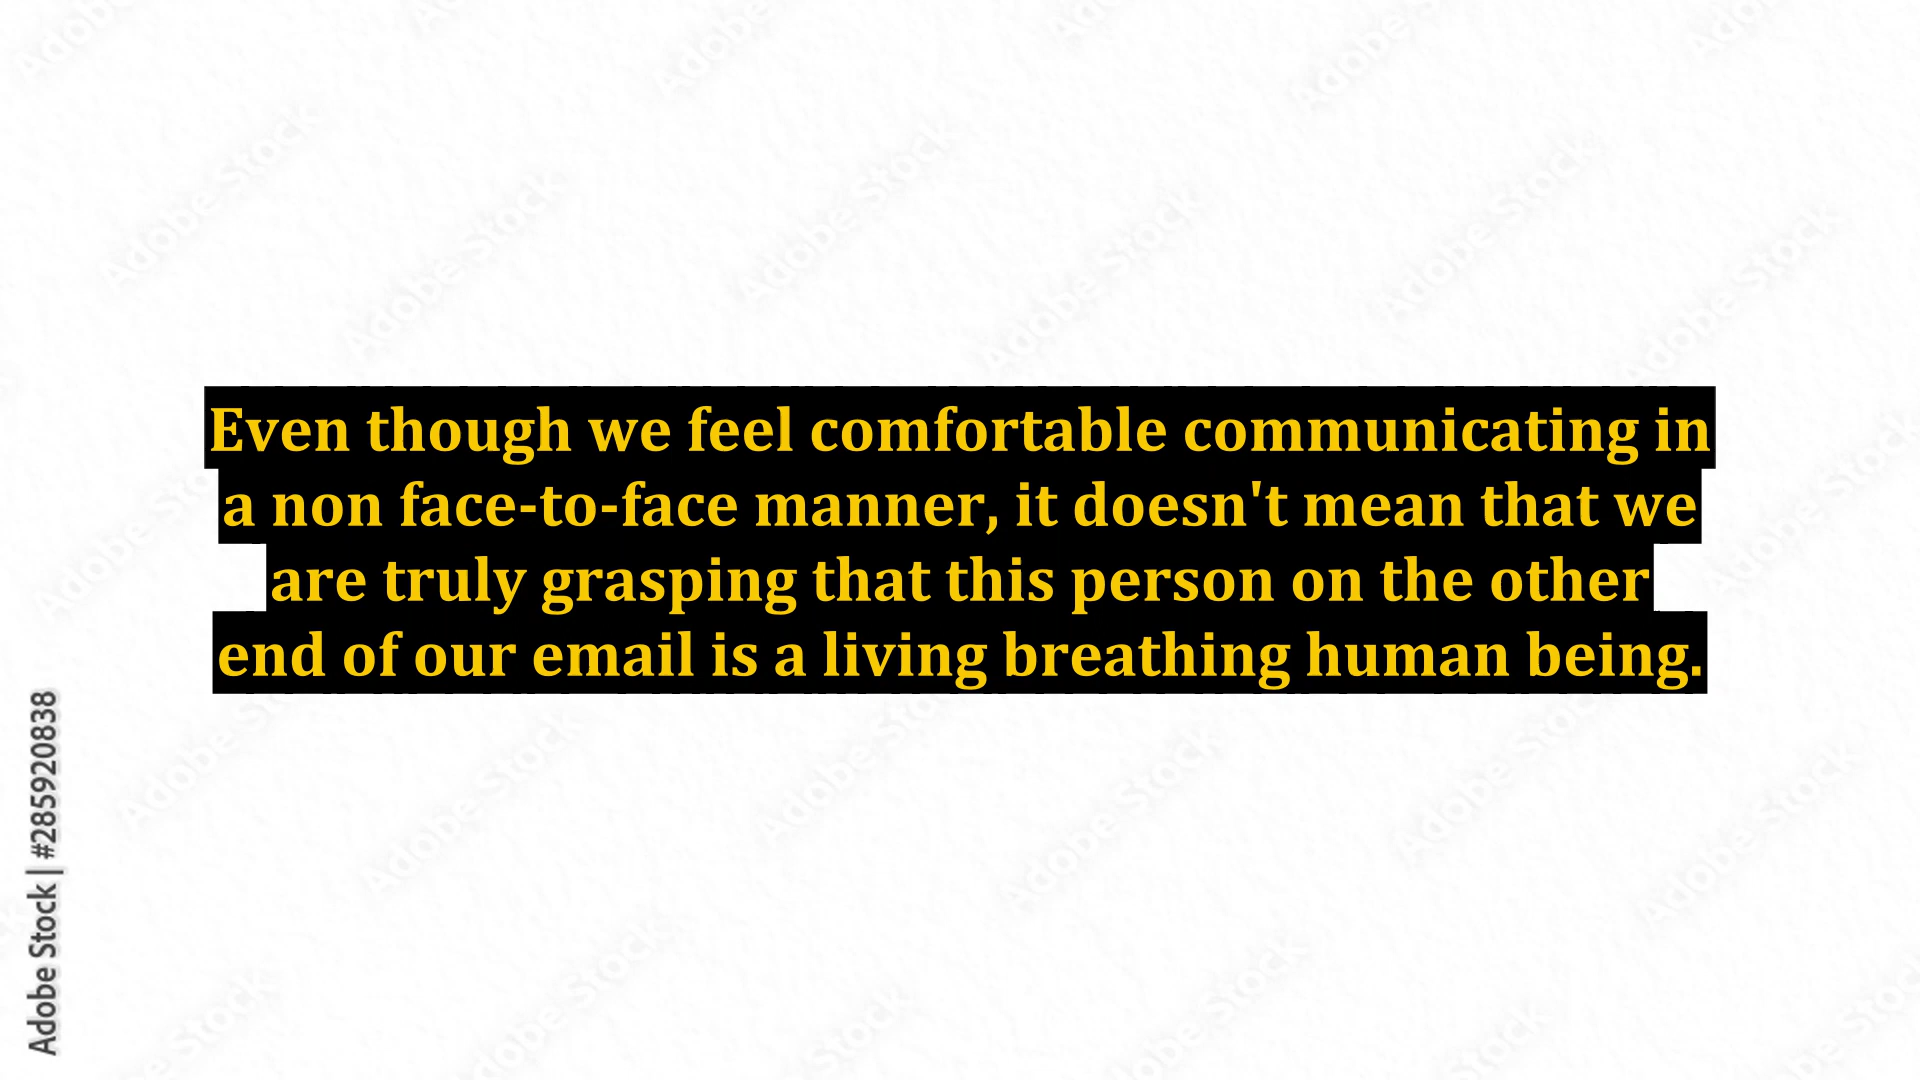 Even though we feel comfortable communicating in
a non face-to-face manner, it doesn't mean that we
are truly grasping that this person on the other
end of our email is a living breathing human being.
Adobe Stock | #285920838
Adobe Stock